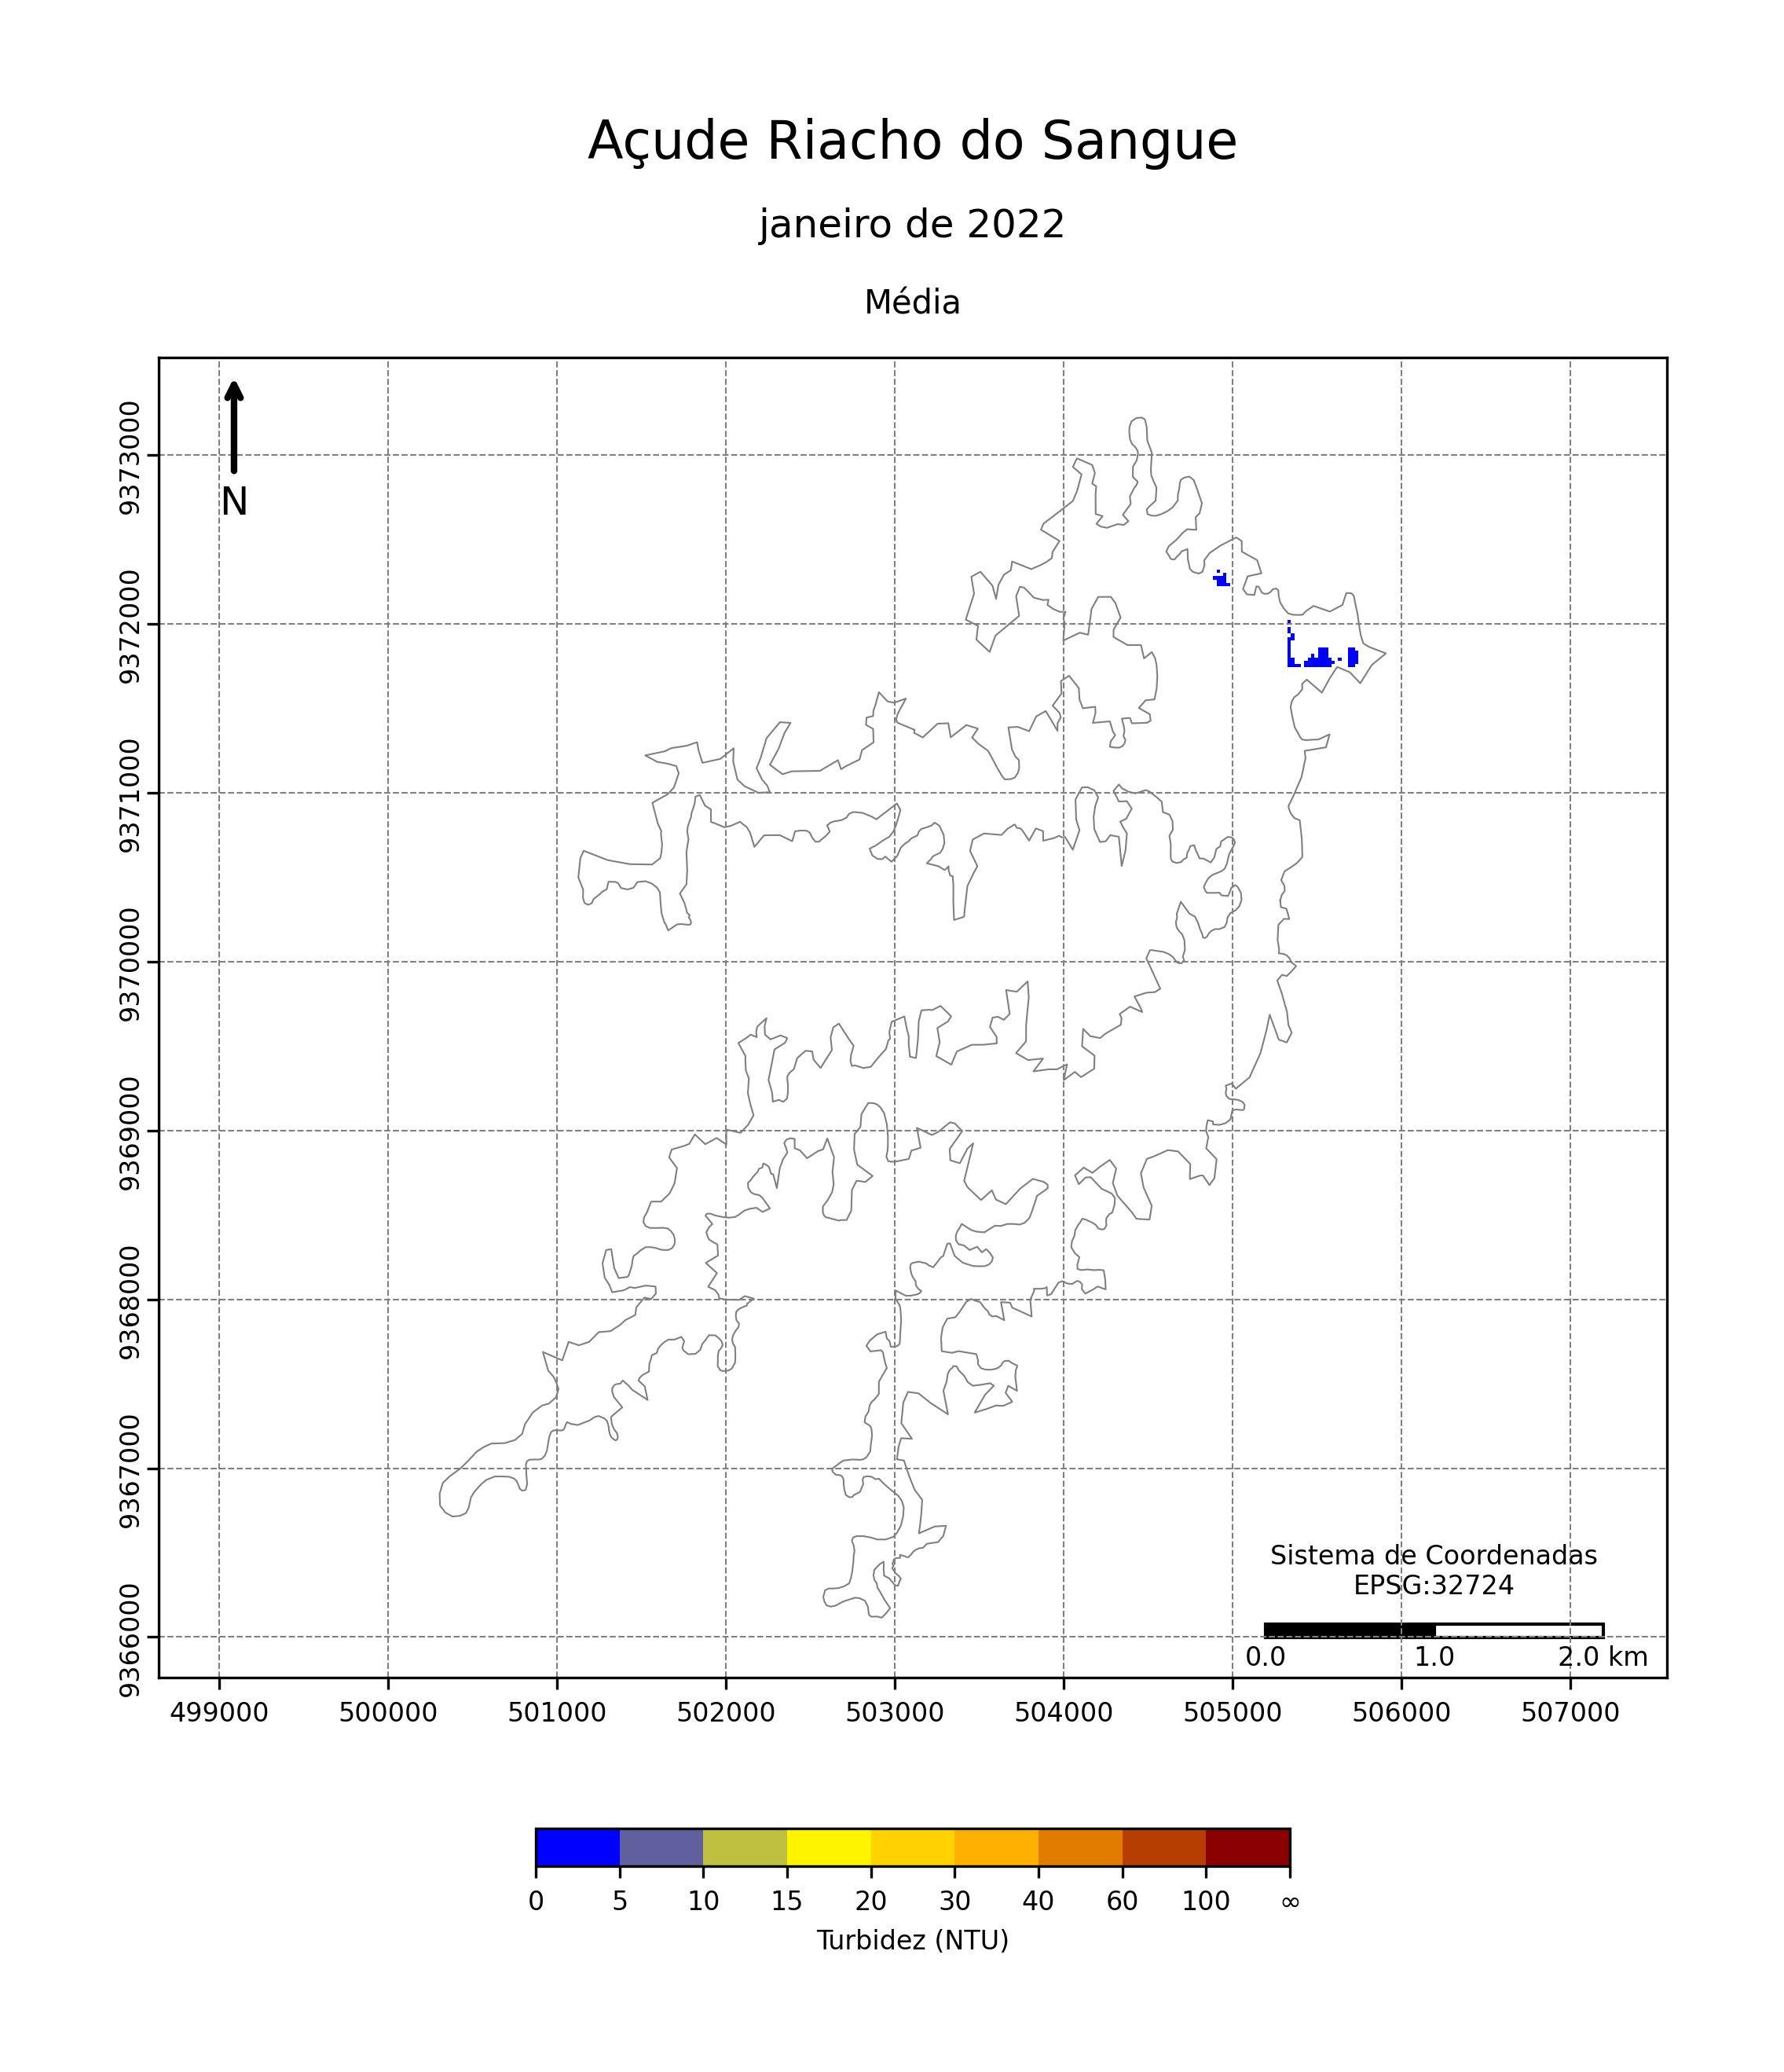 Açude Riacho do Sangue
janeiro de 2022
Média
N
9373000
9372000
9371000
9370000
9369000
9368000
9367000
9366000
Sistema de Coordenadas
EPSG:32724
0.0 1.0 2.0 km
499000 500000 501000 502000 503000 504000 505000 506000 507000
0 5 10 15 20 30 40 60 100 ∞
Turbidez (NTU)